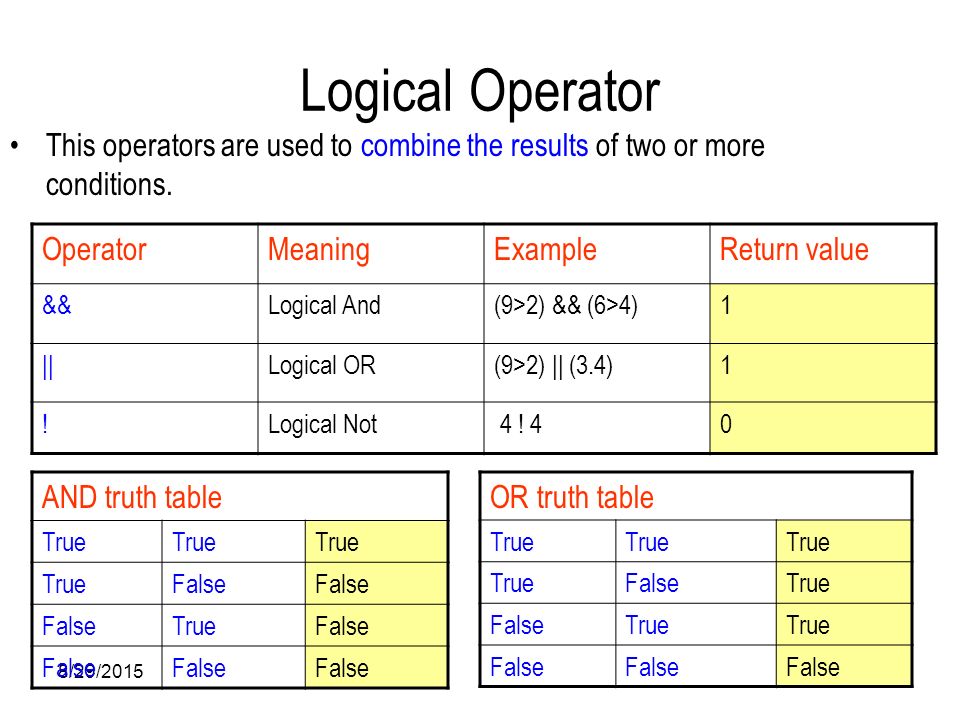 Logical Operator
• This operators are used to combine the results of two or more
conditions.
Operator Meaning Example Return value
&& Logical And (9>2) && (6>4) 1
|| Logical OR (9>2) || (3.4) 1
! Logical Not 4 ! 4 0
AND truth table
True True True
True False False
False True False
False False False
OR truth table
True True True
True False True
False True True
False False False
/2015